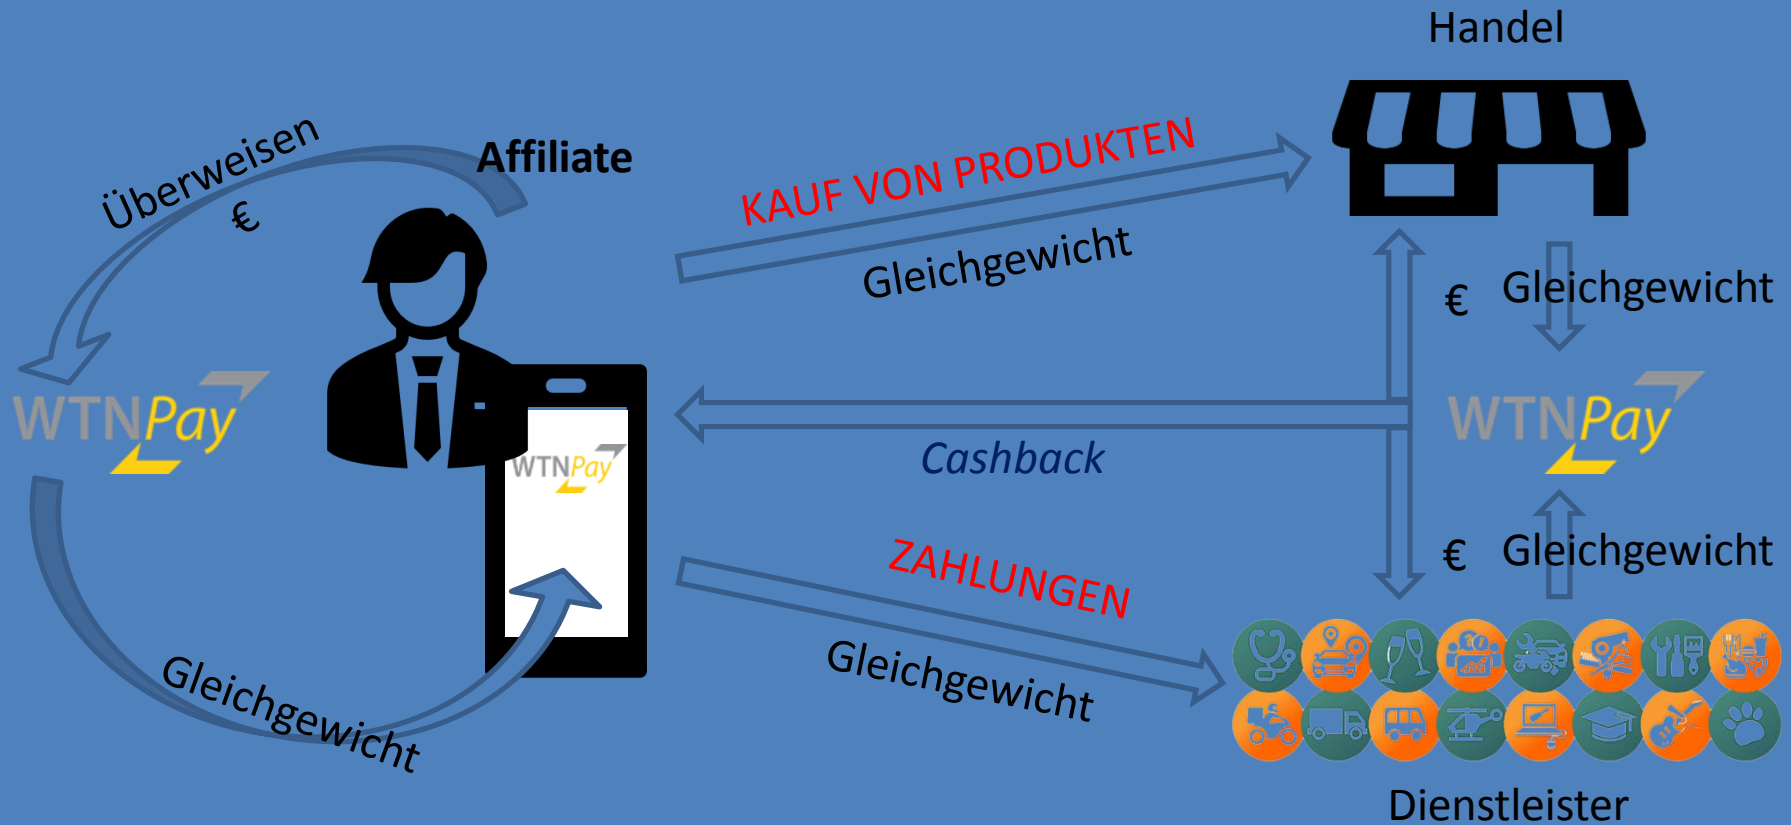 Handel
Überweisen
€
Affiliate
KAUF VON PRODUKTEN
Gleichgewicht
€ Gleichgewicht
WTNPay
WTNPay
Cashback
WTNPay
€ Gleichgewicht
ZAHLUNGEN
Gleichgewicht
Gleichgewicht
Dienstleister